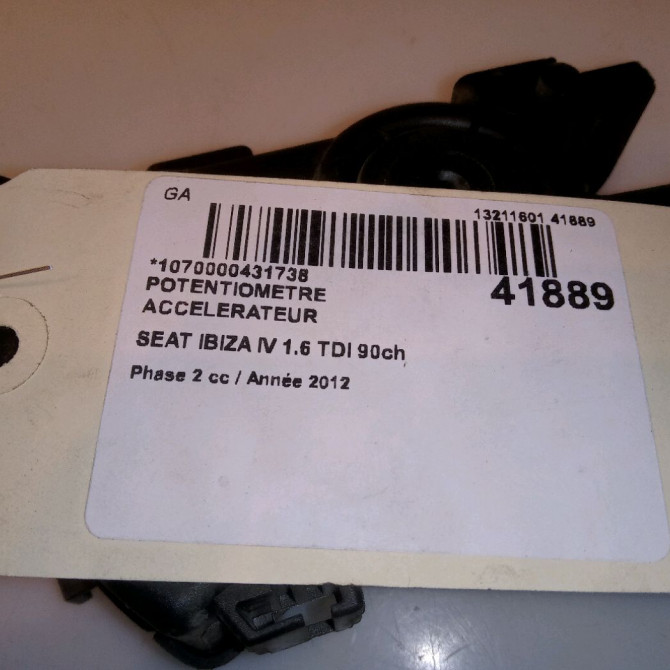 GA
13211601 41889
*1070000431738
41889
POTENTIOMETRE
ACCELERATEUR
SEAT IBIZA IV 1.6 TDI 90ch
Phase 2 cc / Année 2012